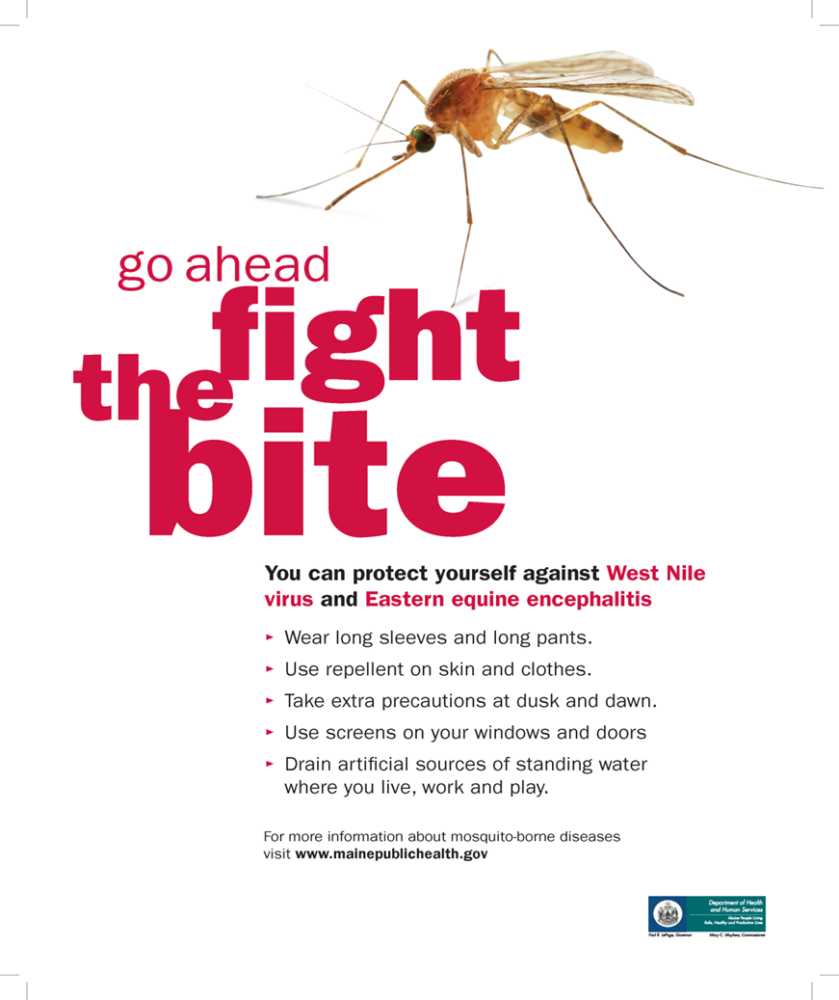 go ahead
fight
the
bite
You can protect yourself against West Nile
virus and Eastern equine encephalitis
► Wear long sleeves and long pants.
► Use repellent on skin and clothes.
► Take extra precautions at dusk and dawn.
► Use screens on your windows and doors
► Drain artificial sources of standing water
where you live, work and play.
For more information about mosquito-borne diseases
visit www.mainepublichealth.gov
Department of Health
and Human Services
Maine People Living
Safe, Healthy and Productive Lives
Paul R. LePage, Governor Mary C. Mayhew, Commissioner